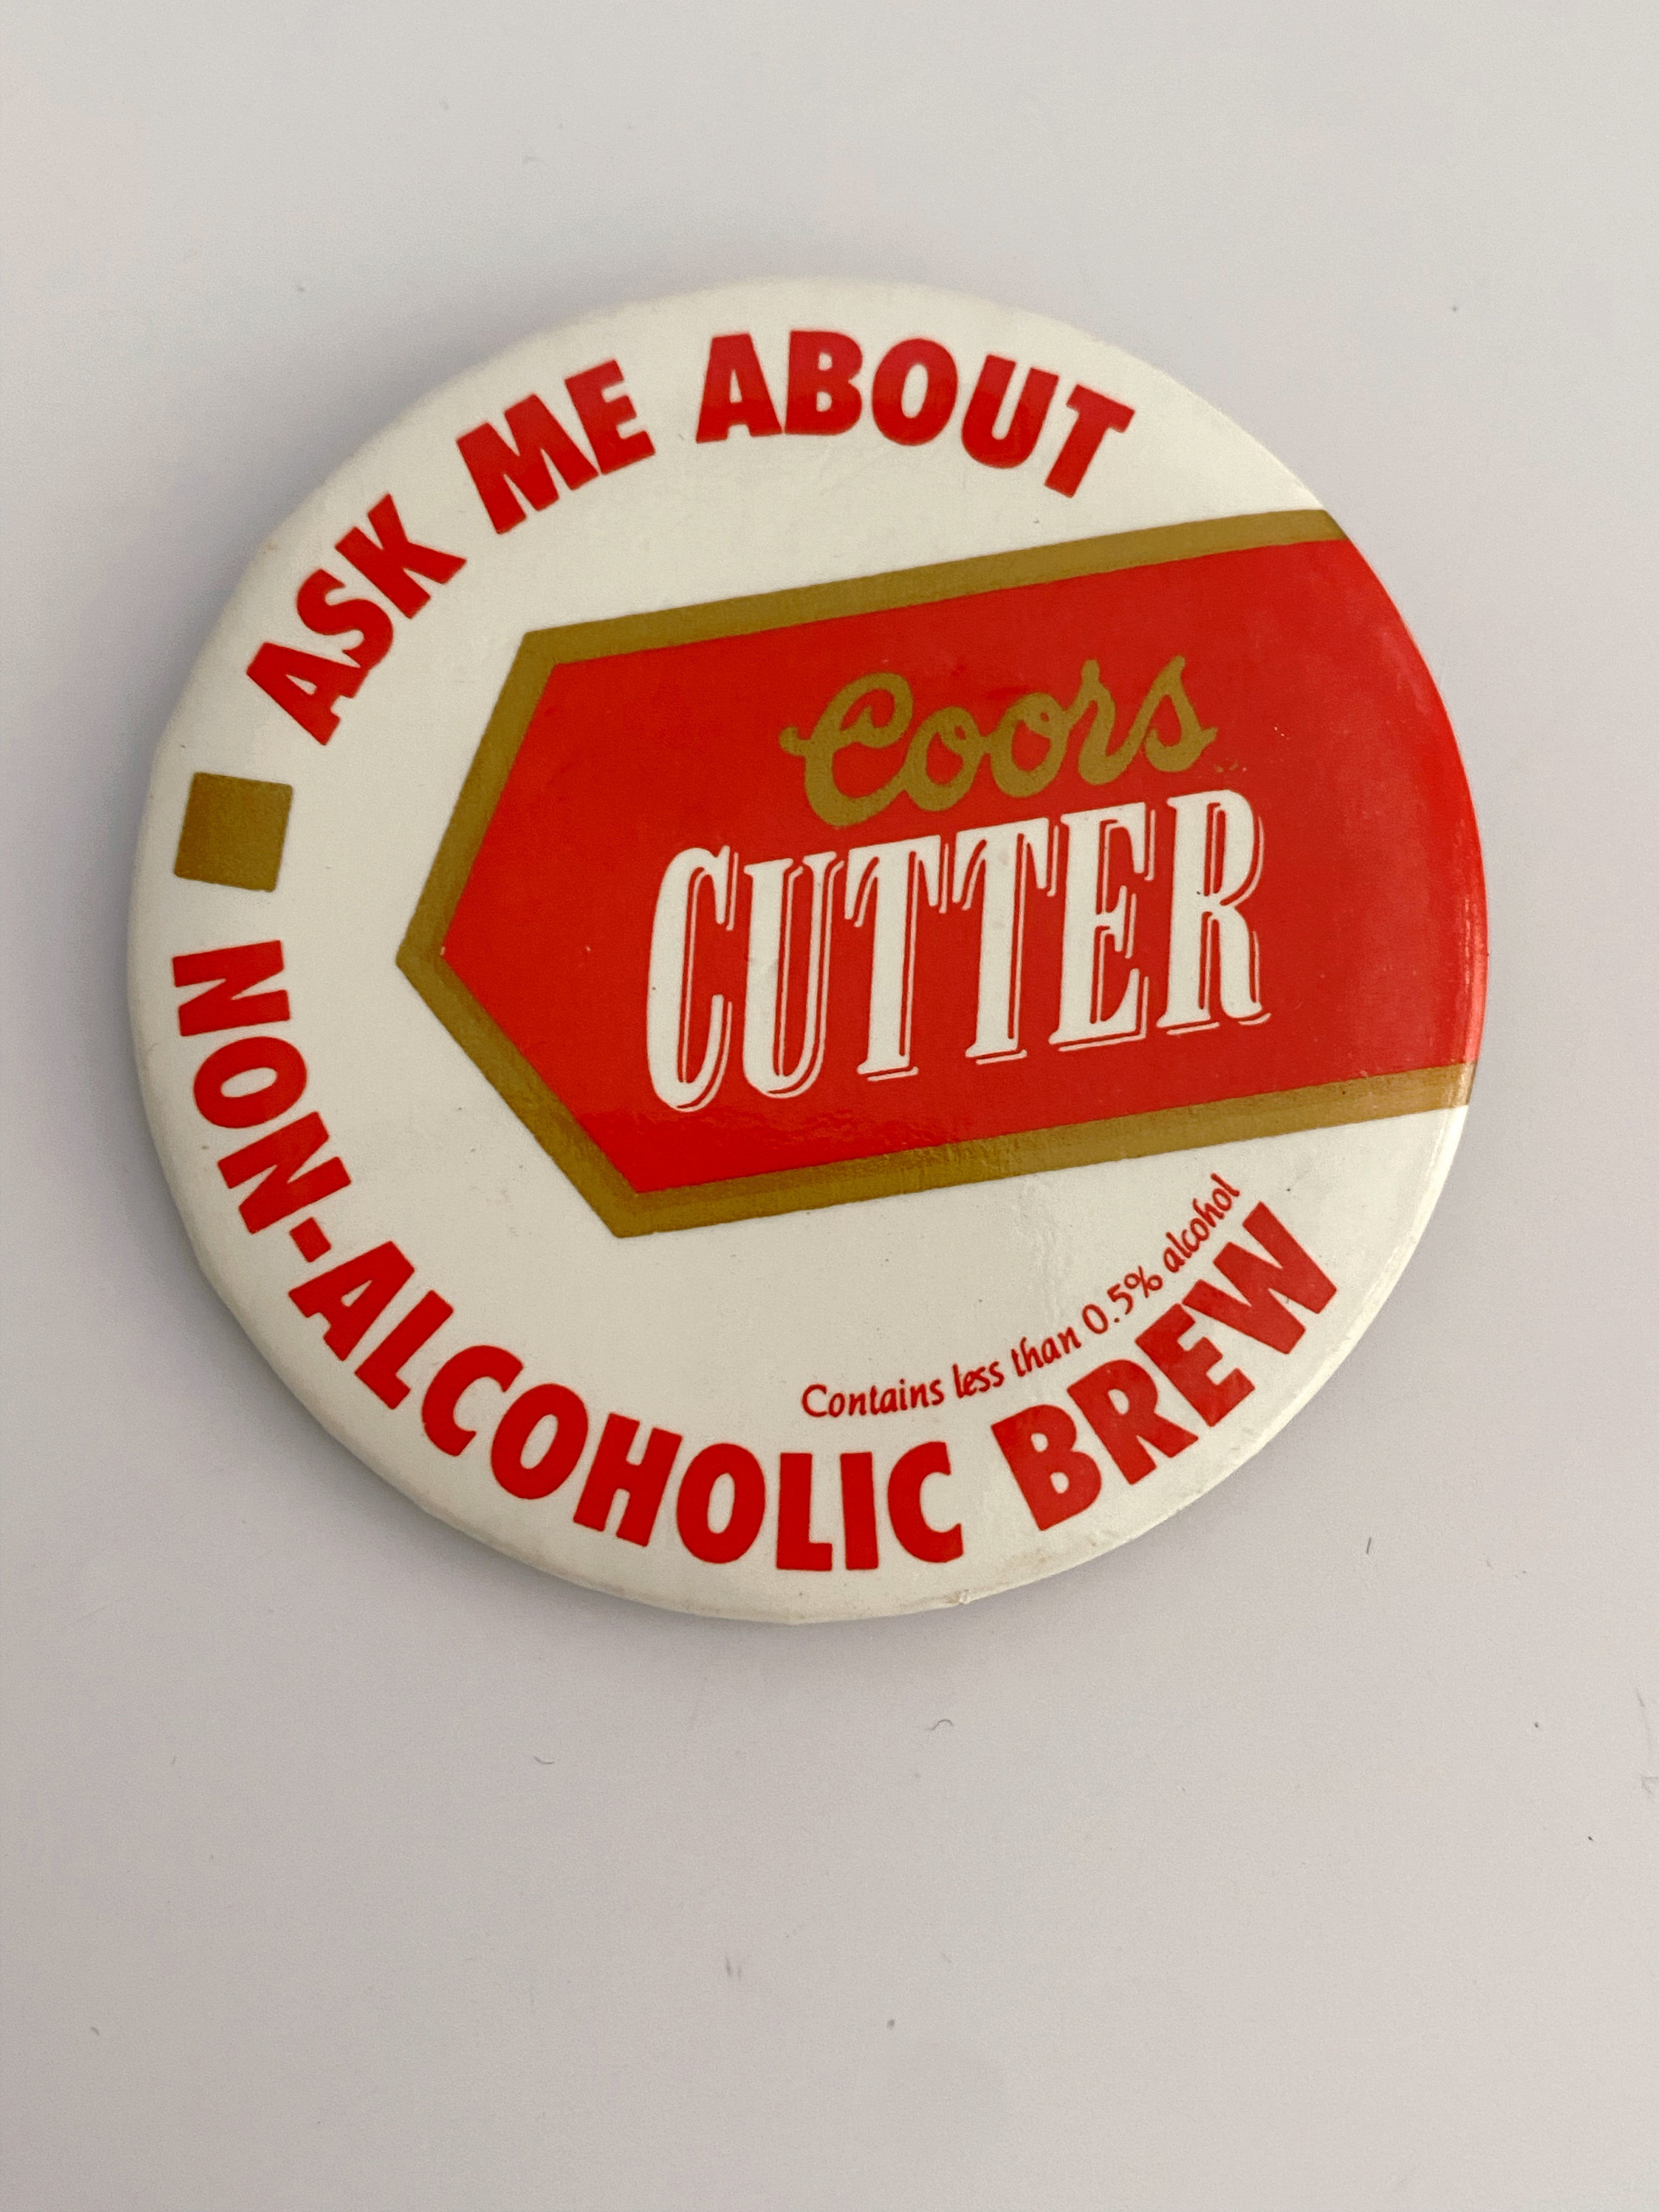 ASK ME ABOUT
Coors
CUTTER
Contains less than 0.5% alcohol
NON-ALCOHOLIC BREW